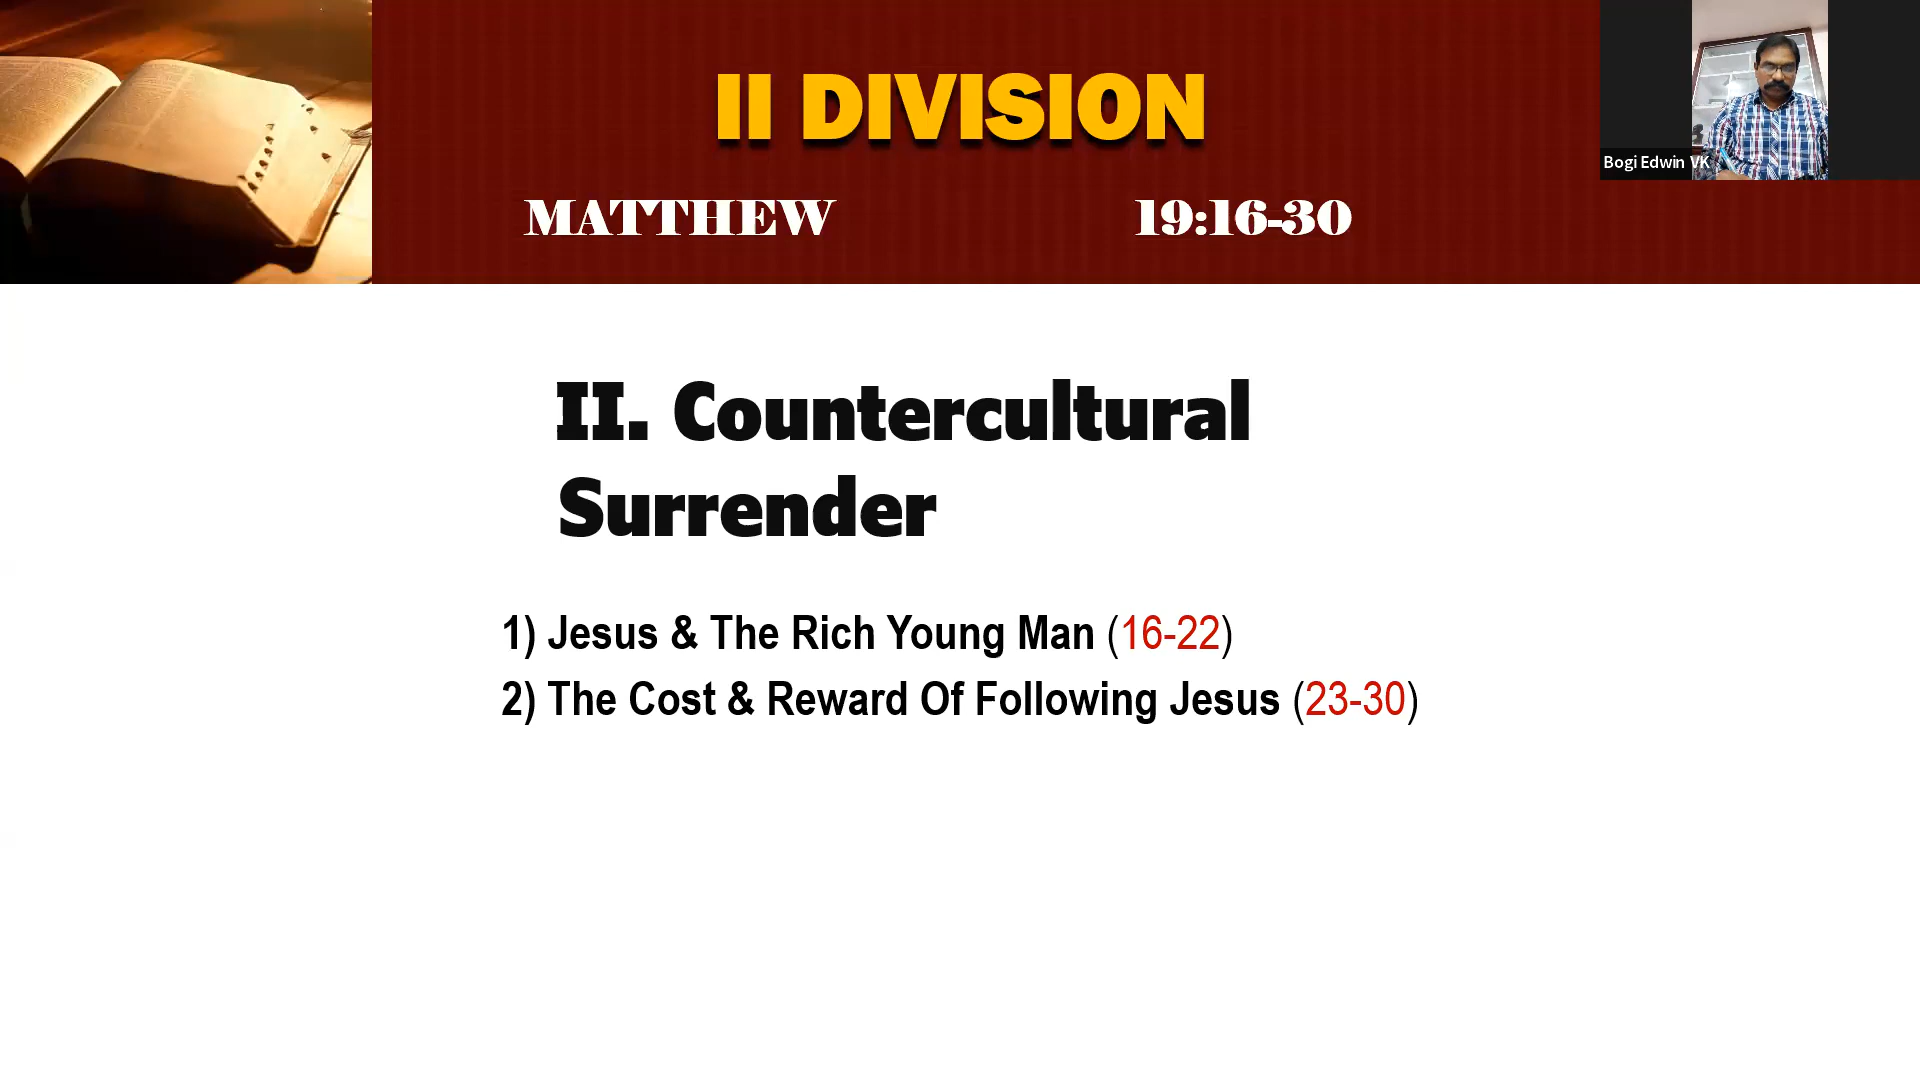 II DIVISION
MATTHEW 19:16-30
Bogi Edwin VK
II. Countercultural
Surrender
1) Jesus & The Rich Young Man (16-22)
2) The Cost & Reward Of Following Jesus (23-30)